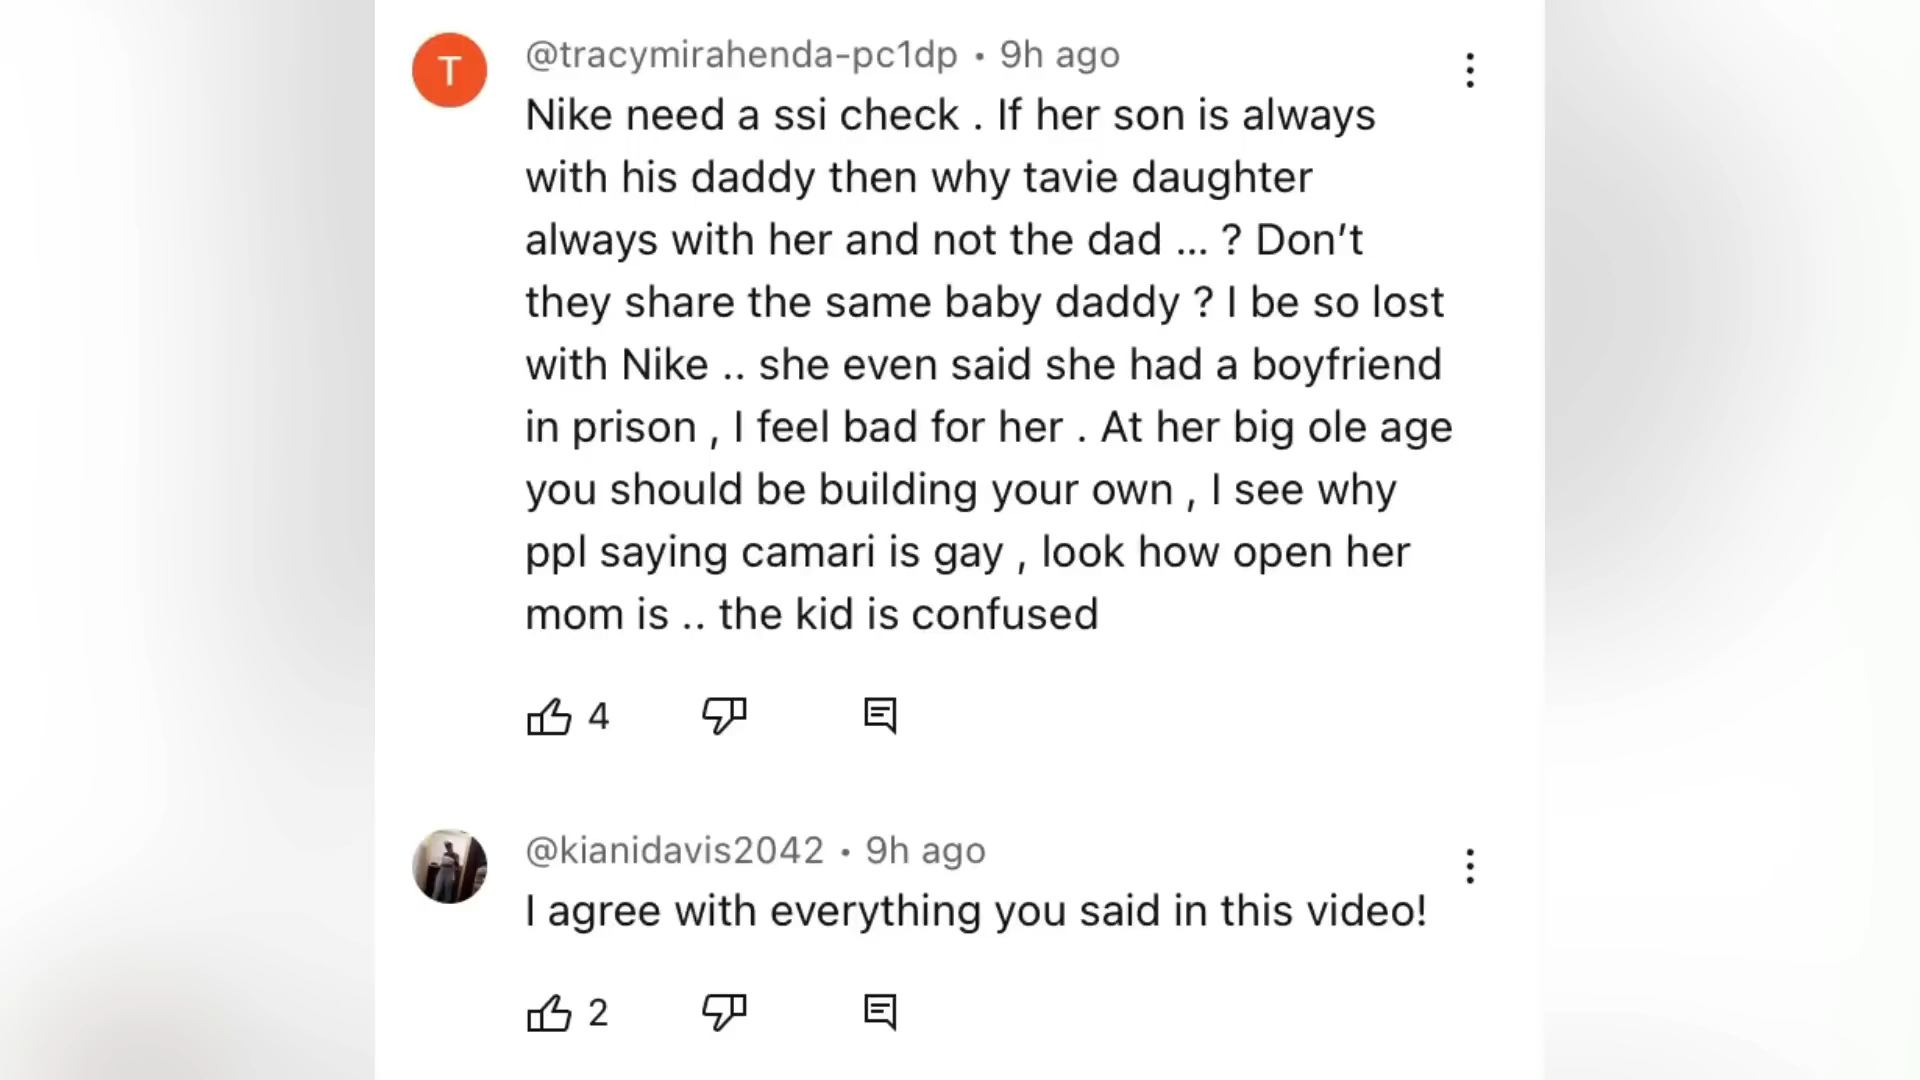 T
@tracymirahenda-pc1dp • 9h ago
Nike need a ssi check . If her son is always
with his daddy then why tavie daughter
always with her and not the dad ... ? Don’t
they share the same baby daddy ? I be so lost
with Nike .. she even said she had a boyfriend
in prison , I feel bad for her . At her big ole age
you should be building your own , I see why
ppl saying camari is gay , look how open her
mom is .. the kid is confused
4
@kianidavis2042 • 9h ago
I agree with everything you said in this video!
2